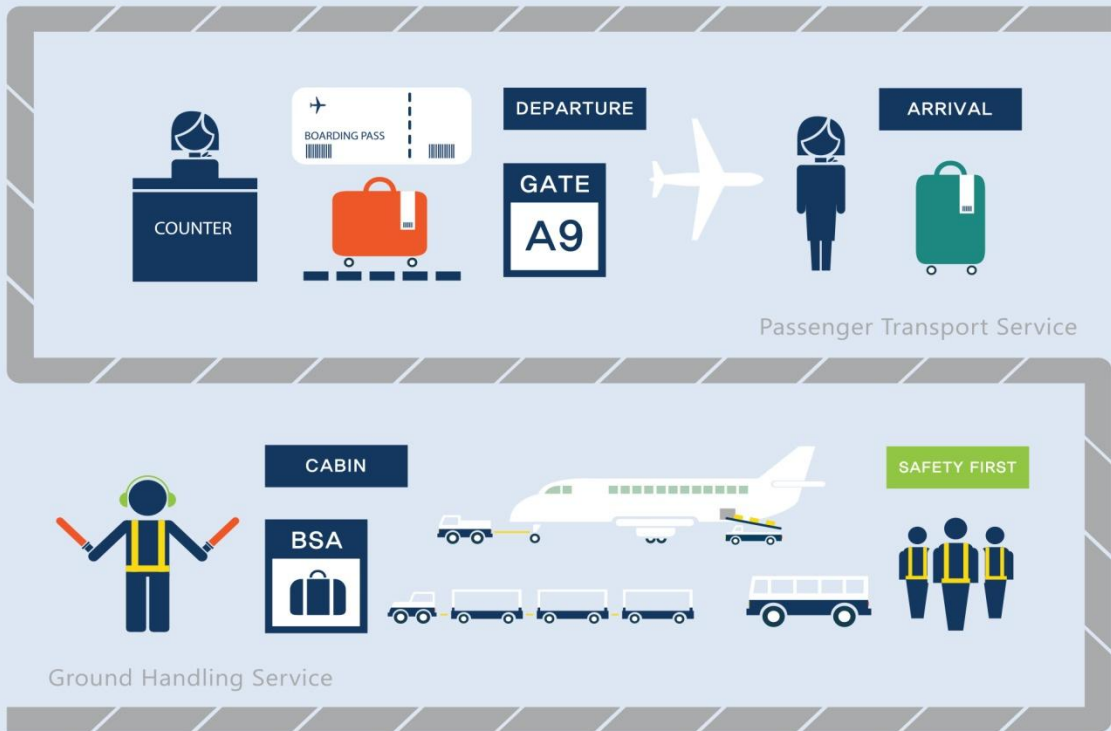 BOARDING PASS
COUNTER
DEPARTURE
GATE
A9
ARRIVAL
Passenger Transport Service
CABIN
BSA
SAFETY FIRST
Ground Handling Service